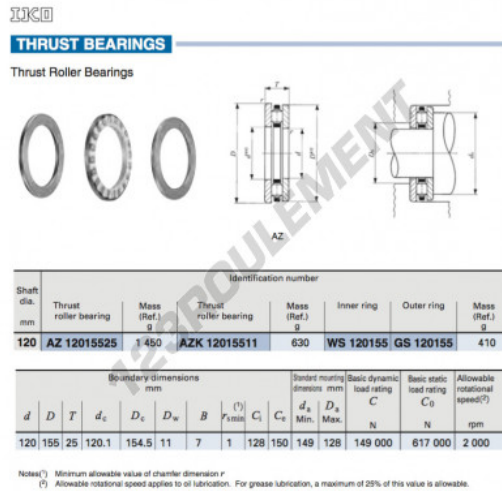 IKO
THRUST BEARINGS
Thrust Roller Bearings
T
r
D
d
AZ
123ROULEMENT
Identification number
Shaft dia. mm | Thrust roller bearing | Mass (Ref.) g | Thrust roller bearing | Mass (Ref.) g | Inner ring | Outer ring | Mass (Ref.) g
120 AZ 12015525 1 450 AZK 12015511 630 WS 120155 GS 120155 410
Boundary dimensions mm | Standard mounting dimensions mm | Basic dynamic load rating C N | Basic static load rating C0 N | Allowable rotational speed(2) rpm
d D T dc Dc Dw B rs min (1) Ci Ce da Min. Da Max.
120 155 25 120.1 154.5 11 7 1 128 150 149 128 149 000 617 000 2 000
Notes(1) Minimum allowable value of chamfer dimension r
(2) Allowable rotational speed applies to oil lubrication. For grease lubrication, a maximum of 25% of this value is allowable.